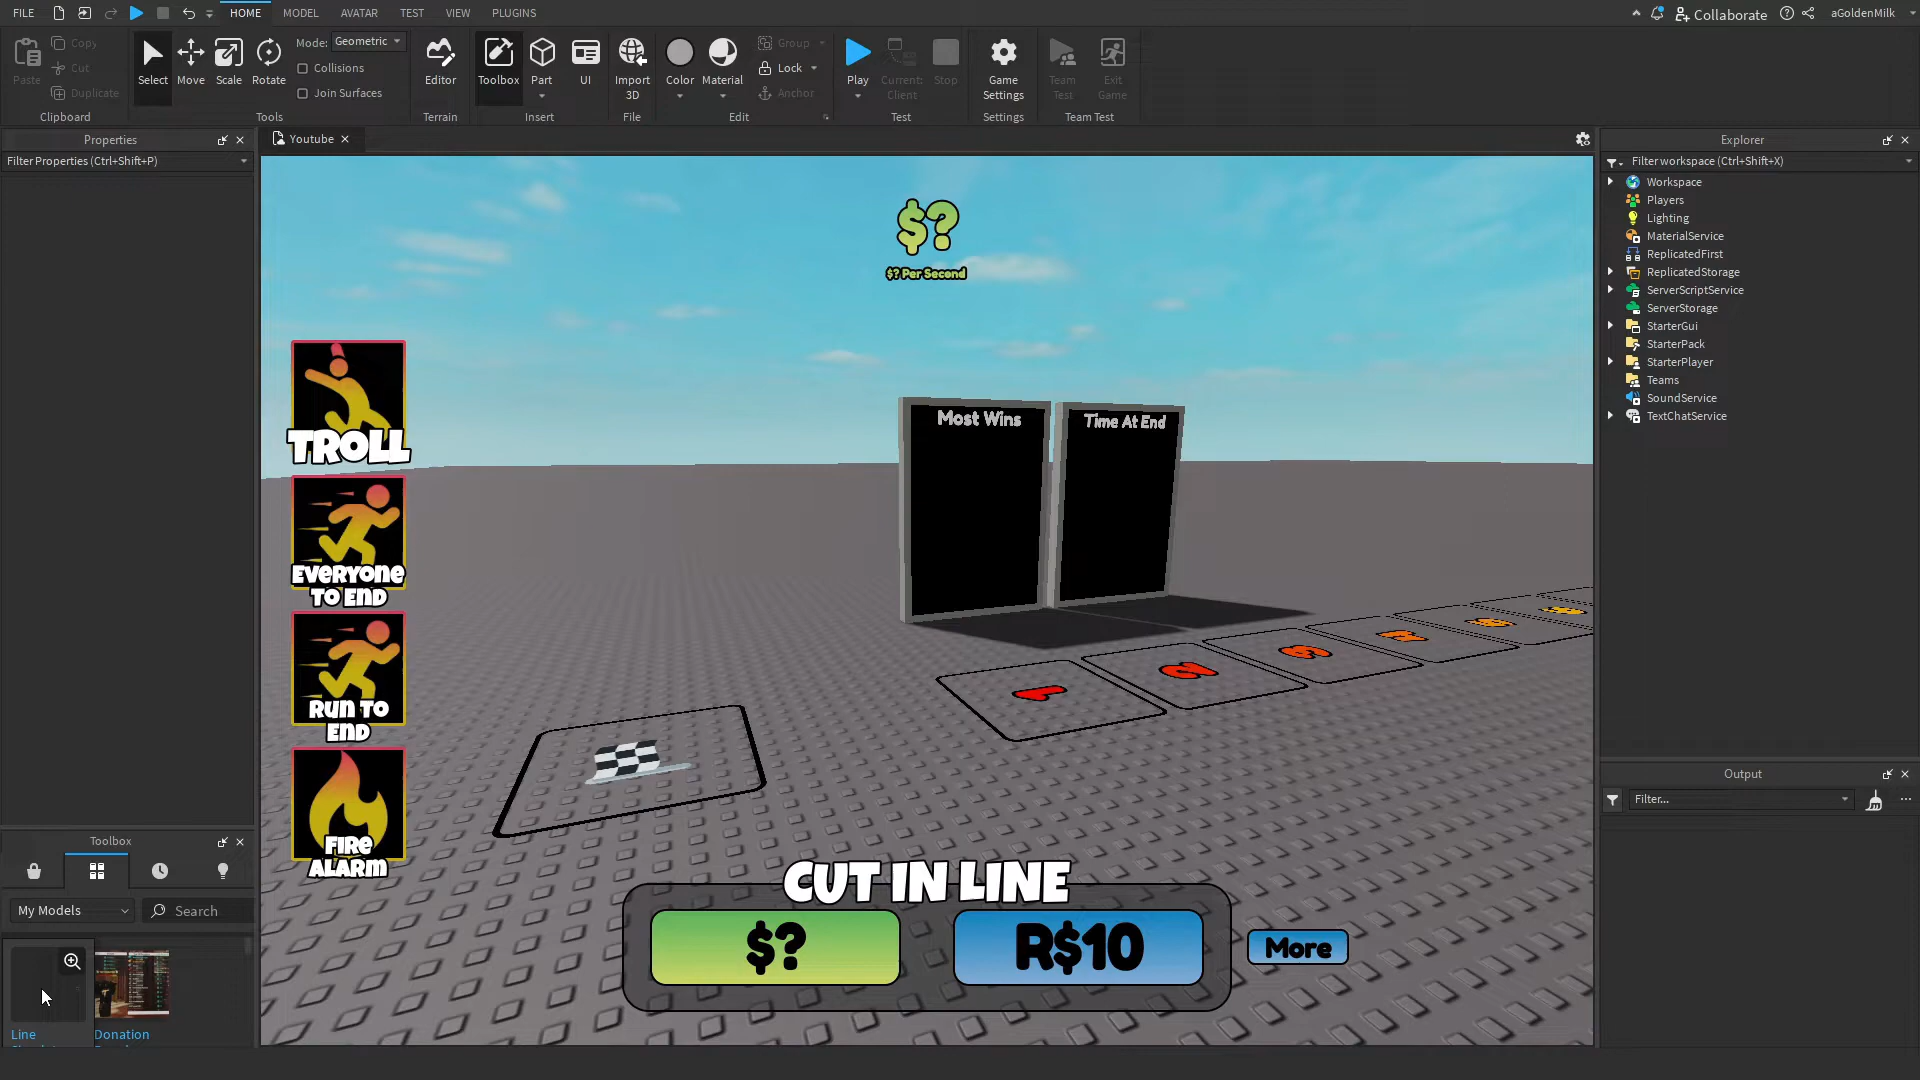 FILE HOME MODEL AVATAR TEST VIEW PLUGINS Collaborate aGoldenMilk
Paste Copy Cut Duplicate Clipboard
Select Move Scale Rotate Mode: Geometric Collisions Join Surfaces Tools
Editor Terrain
Toolbox Part UI Insert
Import 3D File
Color Material Group Lock Anchor Edit
Play Current: Client Stop Test
Game Settings Settings
Team Test Exit Game Team Test
Properties
Filter Properties (Ctrl+Shift+P)
Youtube
$?
$? Per Second
Most Wins
Time At End
TROLL
EVERYONE
TO END
RUN TO
END
FIRE
ALARM
1
2
3
CUT IN LINE
$?
R$10
More
Explorer
Filter workspace (Ctrl+Shift+X)
Workspace
Players
Lighting
MaterialService
ReplicatedFirst
ReplicatedStorage
ServerScriptService
ServerStorage
StarterGui
StarterPack
StarterPlayer
Teams
SoundService
TextChatService
Output
Filter...
Toolbox
My Models
Search
Line
Donation